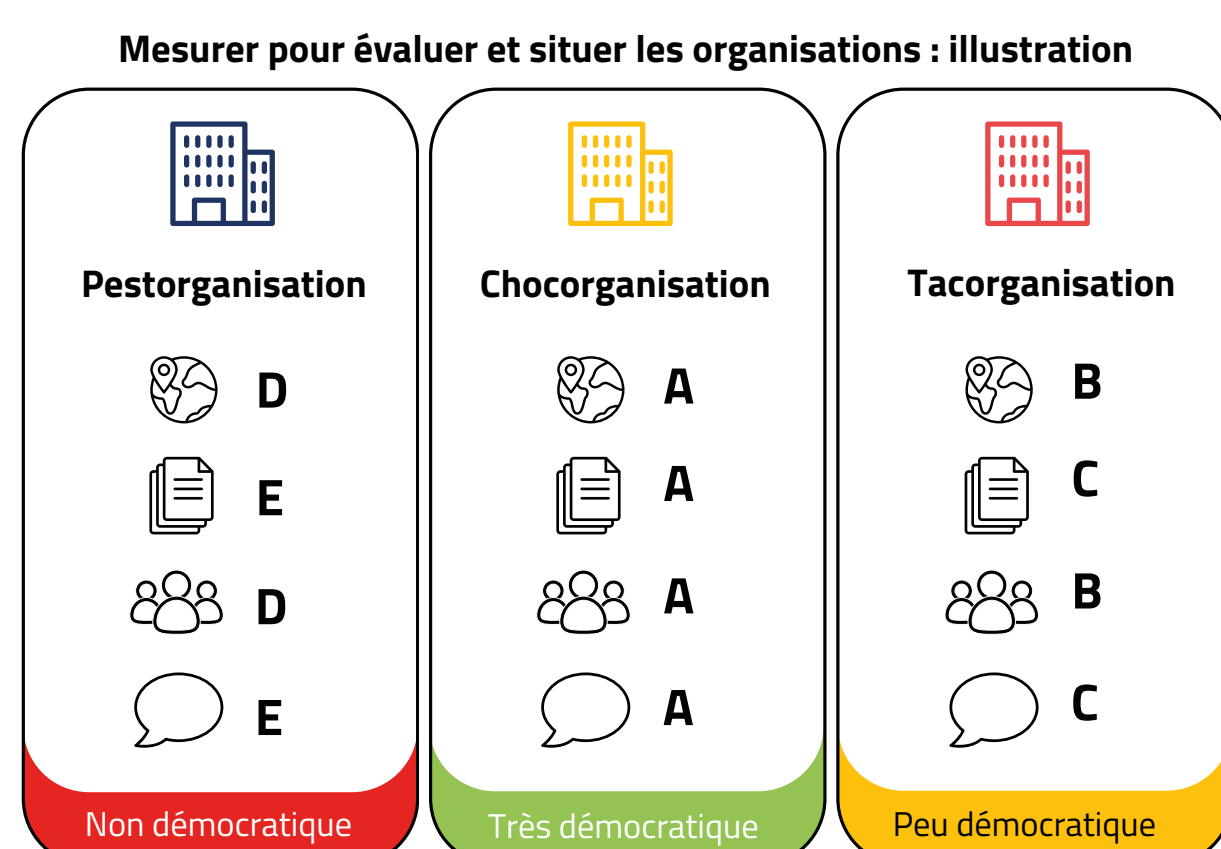 Mesurer pour évaluer et situer les organisations : illustration
Pestorganisation
D
E
D
E
Non démocratique
Chocorganisation
A
A
A
A
Très démocratique
Tacorganisation
B
C
B
C
Peu démocratique